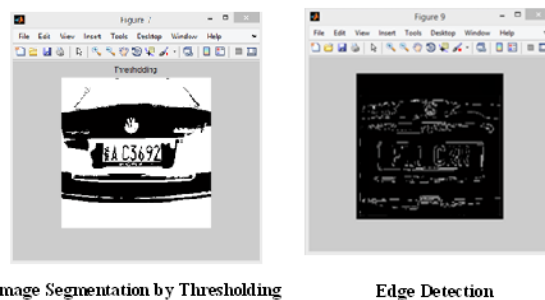 Figure 7
File Edit View Insert Tools Desktop Window Help
Thresholding
A C3692
Image Segmentation by Thresholding
Figure 9
File Edit View Insert Tools Desktop Window Help
Edge Detection